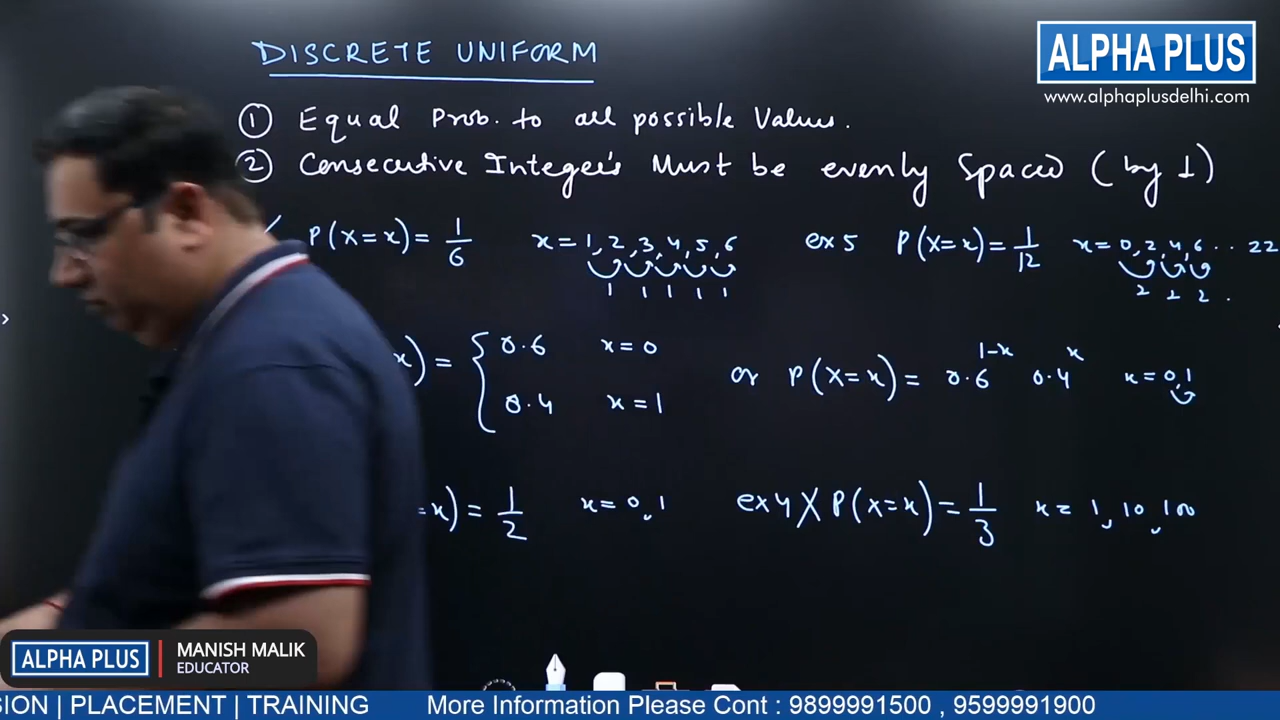 DISCRETE UNIFORM
ALPHA PLUS
www.alphaplusdelhi.com
① Equal Prob. to all possible Values.
② Consecutive Integers Must be evenly Spaced (by 1)
P(X=x) = 1/6 x = 1, 2, 3, 4, 5, 6
1 1 1 1 1
ex 5 P(X=x) = 1/12 x = 0, 2, 4, 6 .. 22
2 2 2 .
x) = { 0.6 x = 0
0.4 x = 1
or P(X=x) = 0.6^1-x 0.4^x x = 0,1
=x) = 1/2 x = 0,1
ex 4 X P(X=x) = 1/3 x = 1, 10, 100
ALPHA PLUS
MANISH MALIK
EDUCATOR
SION | PLACEMENT | TRAINING More Information Please Cont : 9899991500 , 9599991900